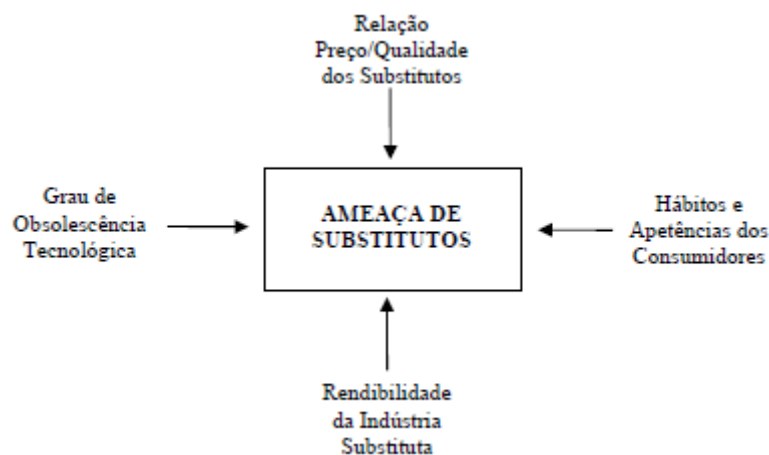 Relação
Preço/Qualidade
dos Substitutos
Grau de
Obsolescência
Tecnológica
AMEAÇA DE
SUBSTITUTOS
Hábitos e
Apetências dos
Consumidores
Rendibilidade
da Indústria
Substituta